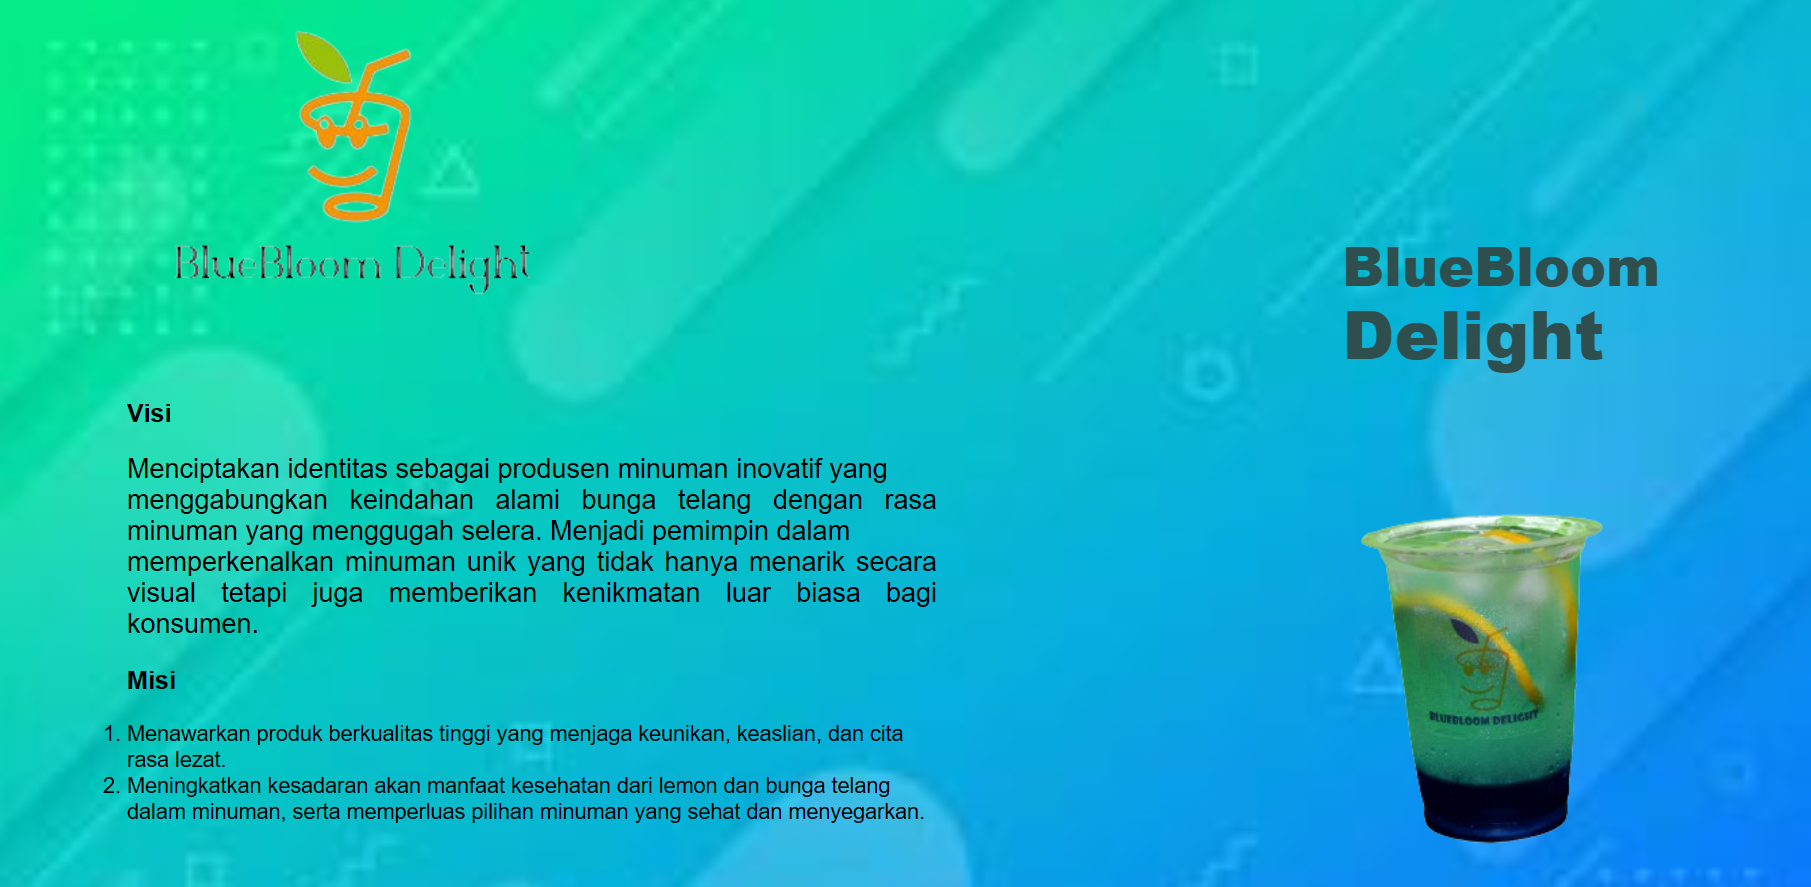 BlueBloom Delight
Visi
Menciptakan identitas sebagai produsen minuman inovatif yang
menggabungkan keindahan alami bunga telang dengan rasa
minuman yang menggugah selera. Menjadi pemimpin dalam
memperkenalkan minuman unik yang tidak hanya menarik secara
visual tetapi juga memberikan kenikmatan luar biasa bagi
konsumen.
Misi
1. Menawarkan produk berkualitas tinggi yang menjaga keunikan, keaslian, dan cita
rasa lezat.
2. Meningkatkan kesadaran akan manfaat kesehatan dari lemon dan bunga telang
dalam minuman, serta memperluas pilihan minuman yang sehat dan menyegarkan.
BlueBloom
Delight
BLUEBLOOM DELIGHT